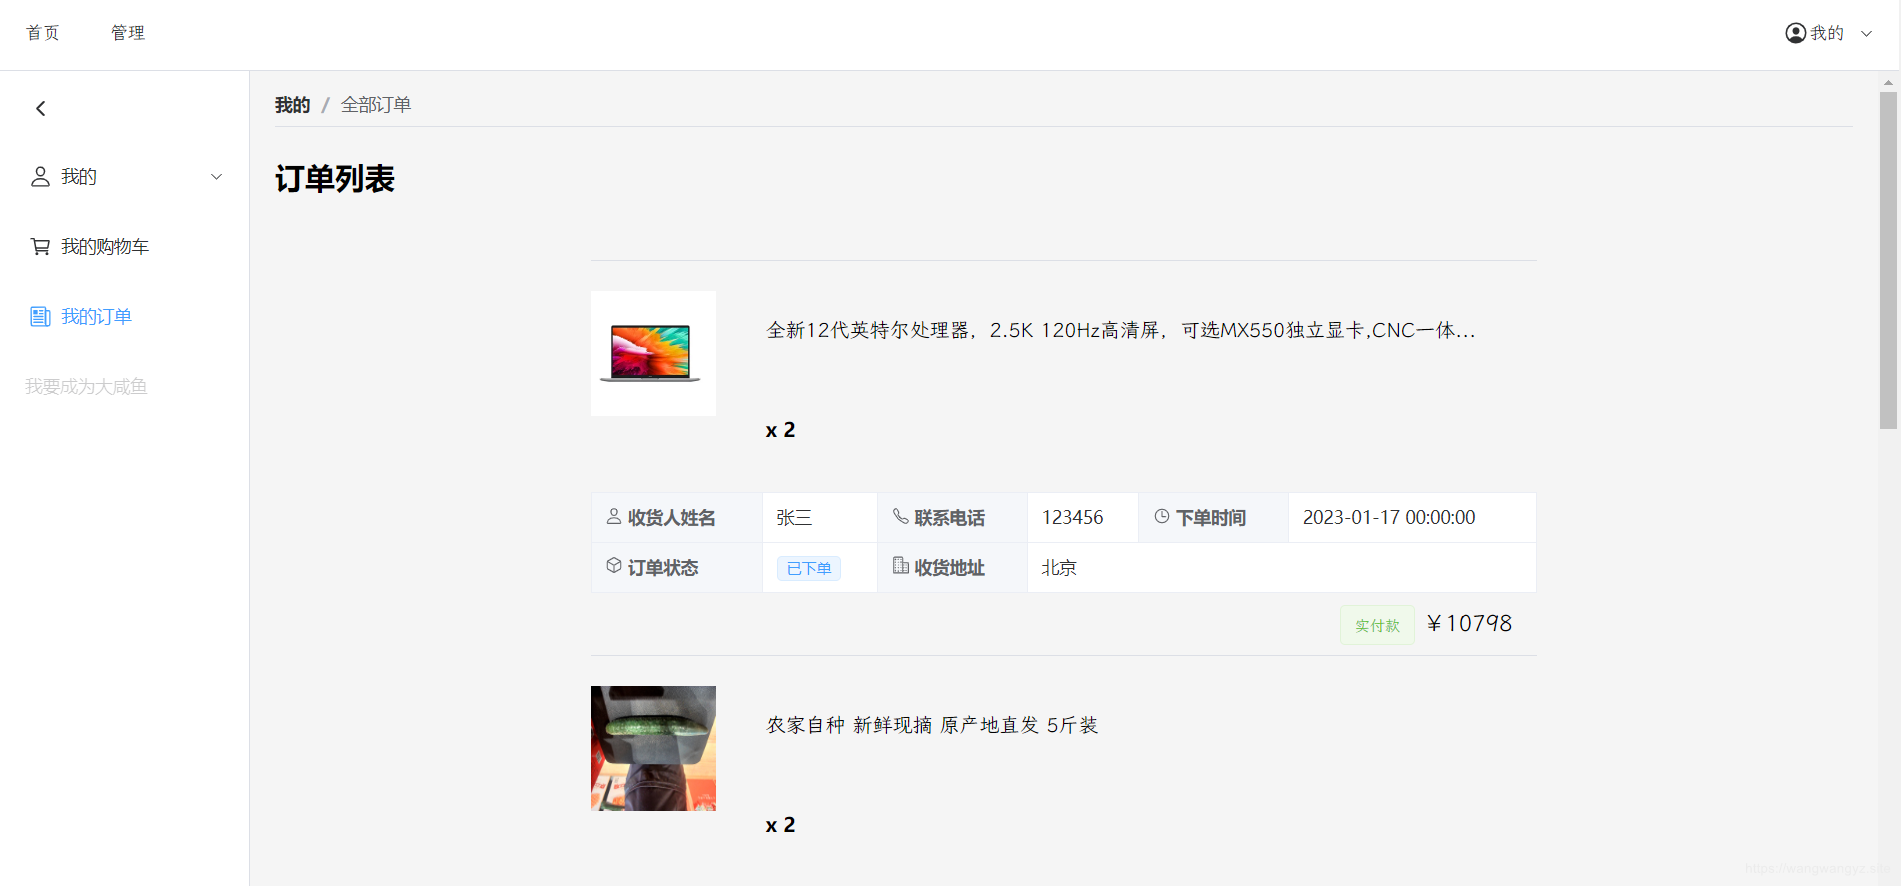 首页 管理 我的
我的 / 全部订单
我的
我的购物车
我的订单
我要成为大咸鱼
订单列表
全新12代英特尔处理器，2.5K 120Hz高清屏，可选MX550独立显卡,CNC一体...
x 2
收货人姓名 张三 联系电话 123456 下单时间 2023-01-17 00:00:00
订单状态 已下单 收货地址 北京
实付款 ￥10798
农家自种 新鲜现摘 原产地直发 5斤装
x 2